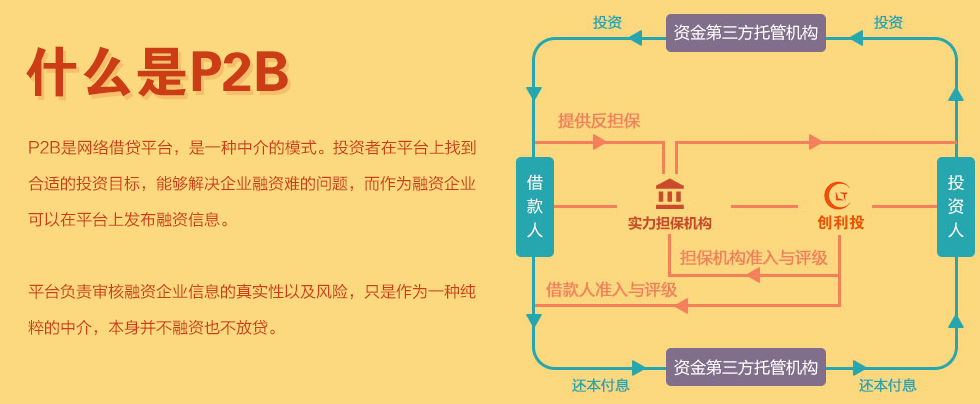 什么是P2B
P2B是网络借贷平台，是一种中介的模式。投资者在平台上找到
合适的投资目标，能够解决企业融资难的问题，而作为融资企业
可以在平台上发布融资信息。
平台负责审核融资企业信息的真实性以及风险，只是作为一种纯
粹的中介，本身并不融资也不放贷。
投资
资金第三方托管机构
投资
提供反担保
借款人
实力担保机构
创利投
投资人
担保机构准入与评级
借款人准入与评级
还本付息
资金第三方托管机构
还本付息